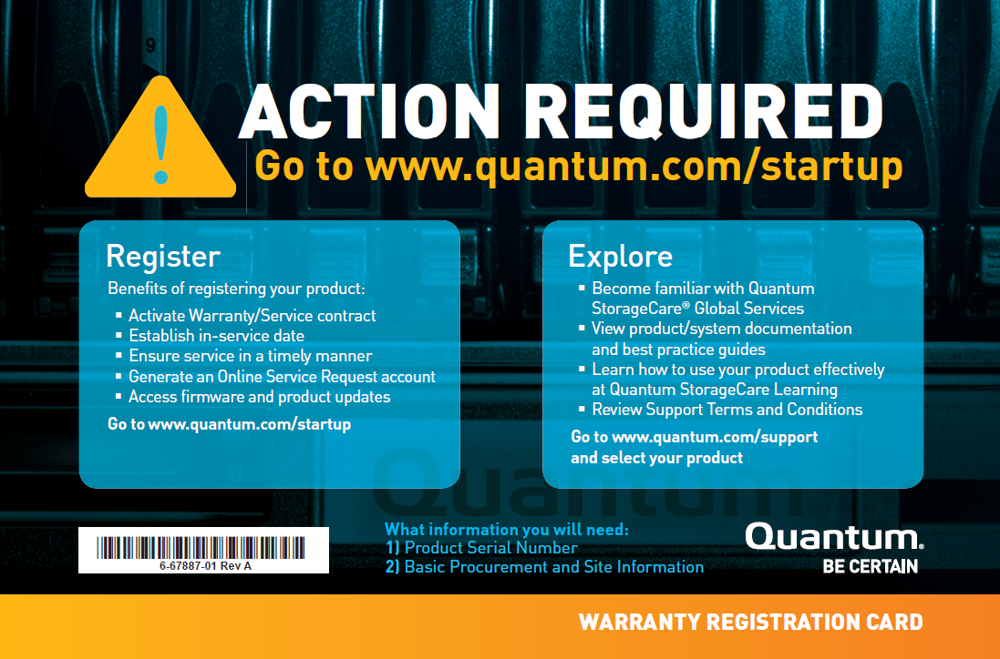 9
ACTION REQUIRED
Go to www.quantum.com/startup
Register
Benefits of registering your product:
▪ Activate Warranty/Service contract
▪ Establish in-service date
▪ Ensure service in a timely manner
▪ Generate an Online Service Request account
▪ Access firmware and product updates
Go to www.quantum.com/startup
Explore
▪ Become familiar with Quantum
StorageCare® Global Services
▪ View product/system documentation
and best practice guides
▪ Learn how to use your product effectively
at Quantum StorageCare Learning
▪ Review Support Terms and Conditions
Go to www.quantum.com/support
and select your product
Quantum
6-67887-01 Rev A
What information you will need:
1) Product Serial Number
2) Basic Procurement and Site Information
Quantum®
BE CERTAIN
WARRANTY REGISTRATION CARD